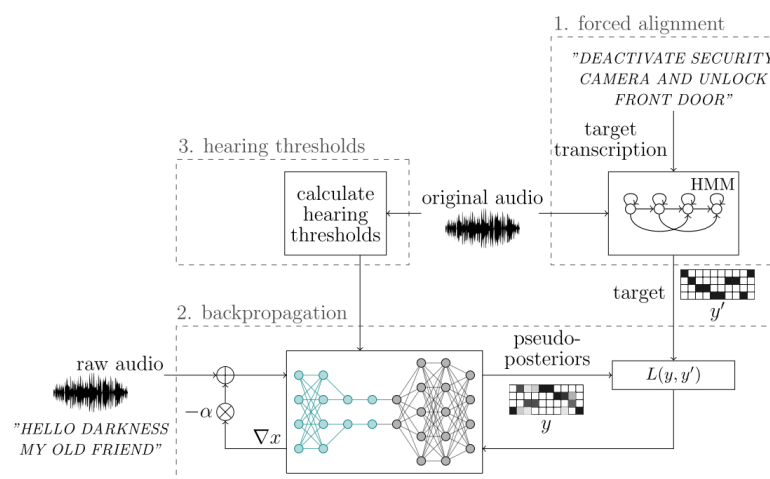 1. forced alignment
"DEACTIVATE SECURITY
CAMERA AND UNLOCK
FRONT DOOR"
target
transcription
3. hearing thresholds
HMM
calculate
hearing
thresholds
original audio
target
y′
2. backpropagation
pseudo-
posteriors
raw audio
L(y, y′)
−α
y
"HELLO DARKNESS
MY OLD FRIEND"
∇x